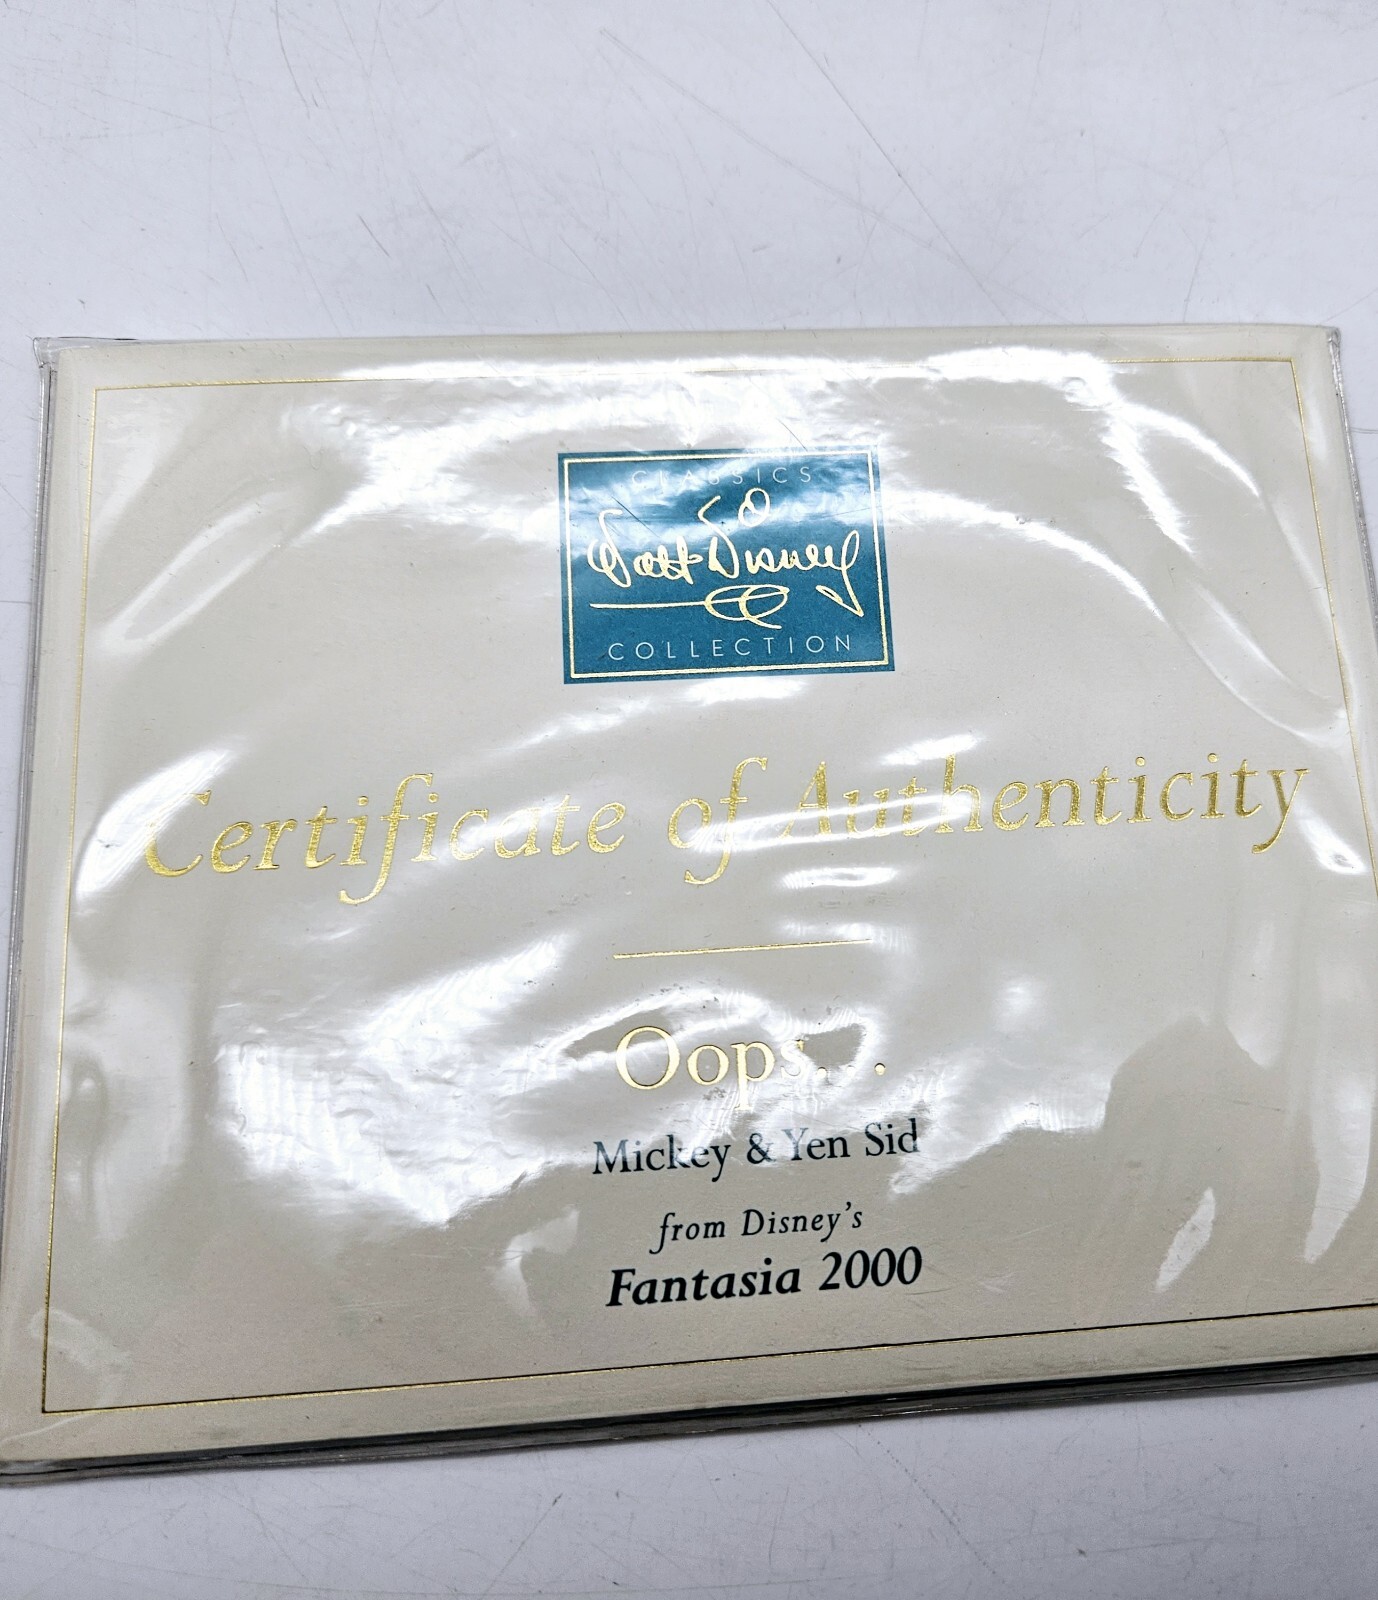 CLASSICS
Walt Disney
COLLECTION
Certificate of Authenticity
Oops...
Mickey & Yen Sid
from Disney's
Fantasia 2000